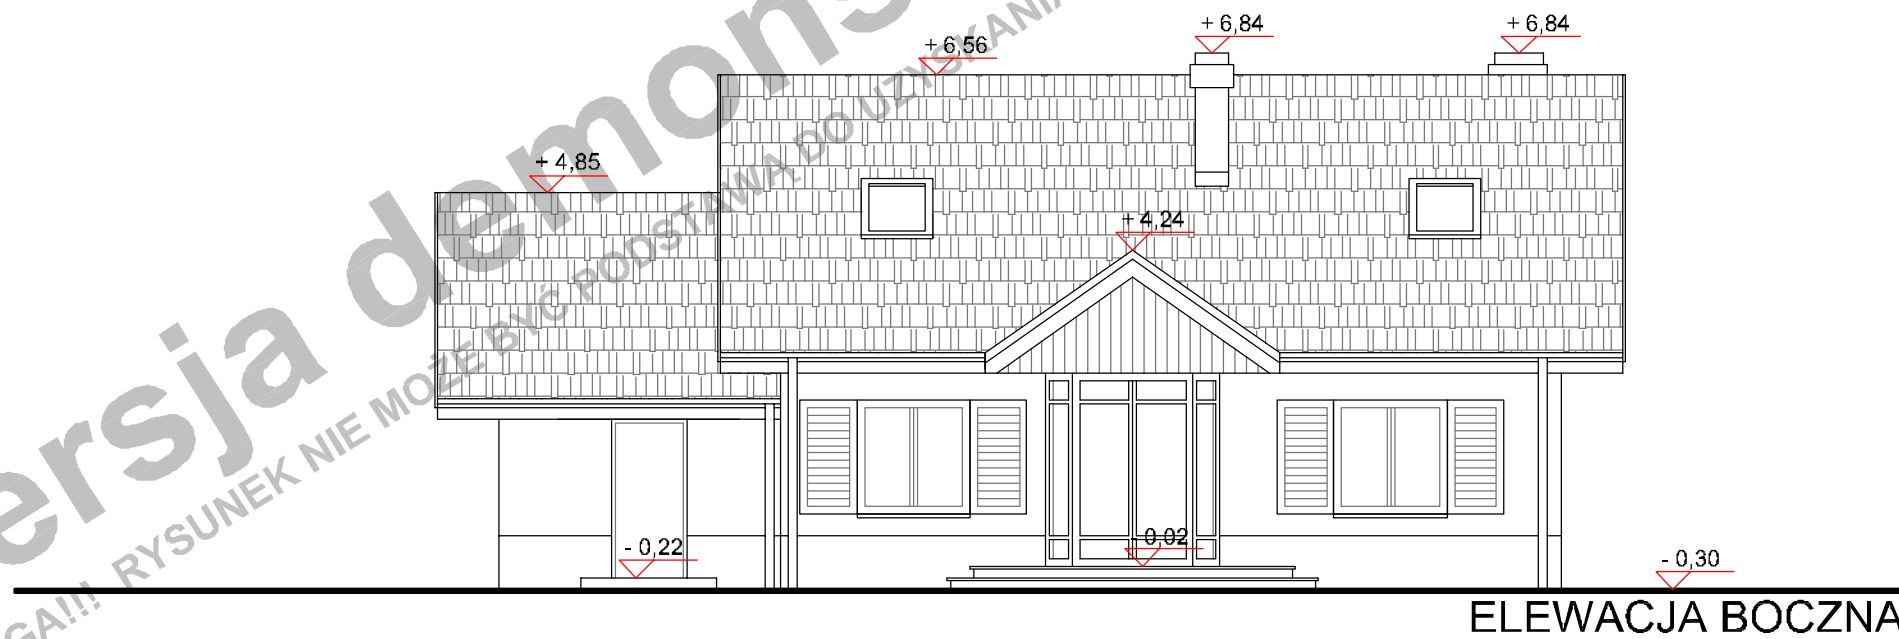 + 6,84
+ 6,84
+ 6,56
+ 4,85
+ 4,24
- 0,22
- 0,02
- 0,30
ELEWACJA BOCZNA
ersja demons
GA!!! RYSUNEK NIE MOŻE BYĆ PODSTAWĄ DO UZYSKANIA